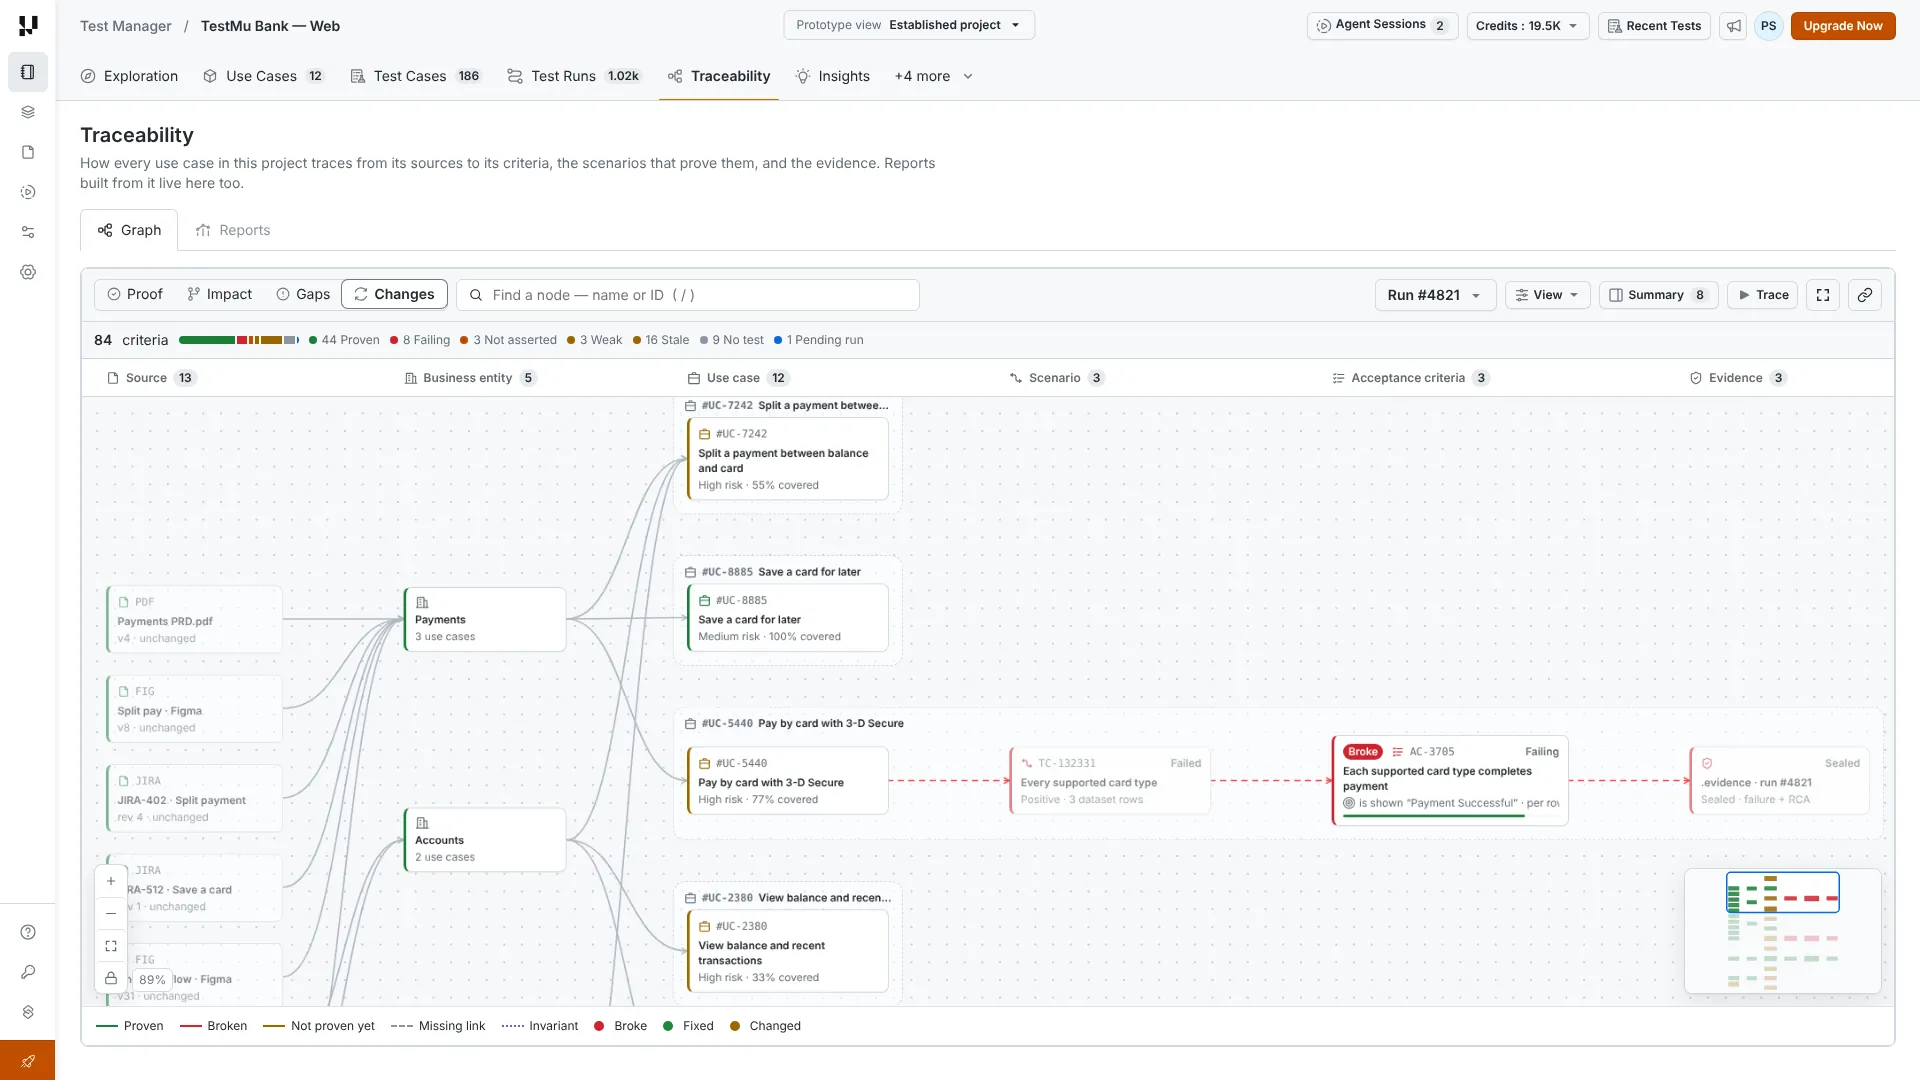 Test Manager / TestMu Bank — Web
Prototype view Established project
Agent Sessions 2
Credits : 19.5K
Recent Tests
PS
Upgrade Now
Exploration
Use Cases 12
Test Cases 186
Test Runs 1.02k
Traceability
Insights
+4 more
Traceability
How every use case in this project traces from its sources to its criteria, the scenarios that prove them, and the evidence. Reports
built from it live here too.
Graph
Reports
Proof
Impact
Gaps
Changes
Find a node — name or ID ( / )
Run #4821
View
Summary 8
Trace
84 criteria
44 Proven
8 Failing
3 Not asserted
3 Weak
16 Stale
9 No test
1 Pending run
Source 13
Business entity 5
Use case 12
Scenario 3
Acceptance criteria 3
Evidence 3
#UC-7242 Split a payment betwee...
#UC-7242
Split a payment between balance
and card
High risk · 55% covered
#UC-8885 Save a card for later
#UC-8885
Save a card for later
Medium risk · 100% covered
PDF
Payments PRD.pdf
v4 · unchanged
Payments
3 use cases
FIG
Split pay · Figma
v8 · unchanged
#UC-5440 Pay by card with 3-D Secure
#UC-5440
Pay by card with 3-D Secure
High risk · 77% covered
TC-132331 Failed
Every supported card type
Positive · 3 dataset rows
Broke AC-3705 Failing
Each supported card type completes
payment
is shown “Payment Successful” · per rov
Sealed
.evidence · run #4821
Sealed · failure + RCA
JIRA
JIRA-402 · Split payment
rev 4 · unchanged
Accounts
2 use cases
JIRA
RA-512 · Save a card
v 1 · unchanged
#UC-2380 View balance and recen...
#UC-2380
View balance and recent
transactions
High risk · 33% covered
FIG
low · Figma
v31 · unchanged
89%
Proven
Broken
Not proven yet
Missing link
Invariant
Broke
Fixed
Changed